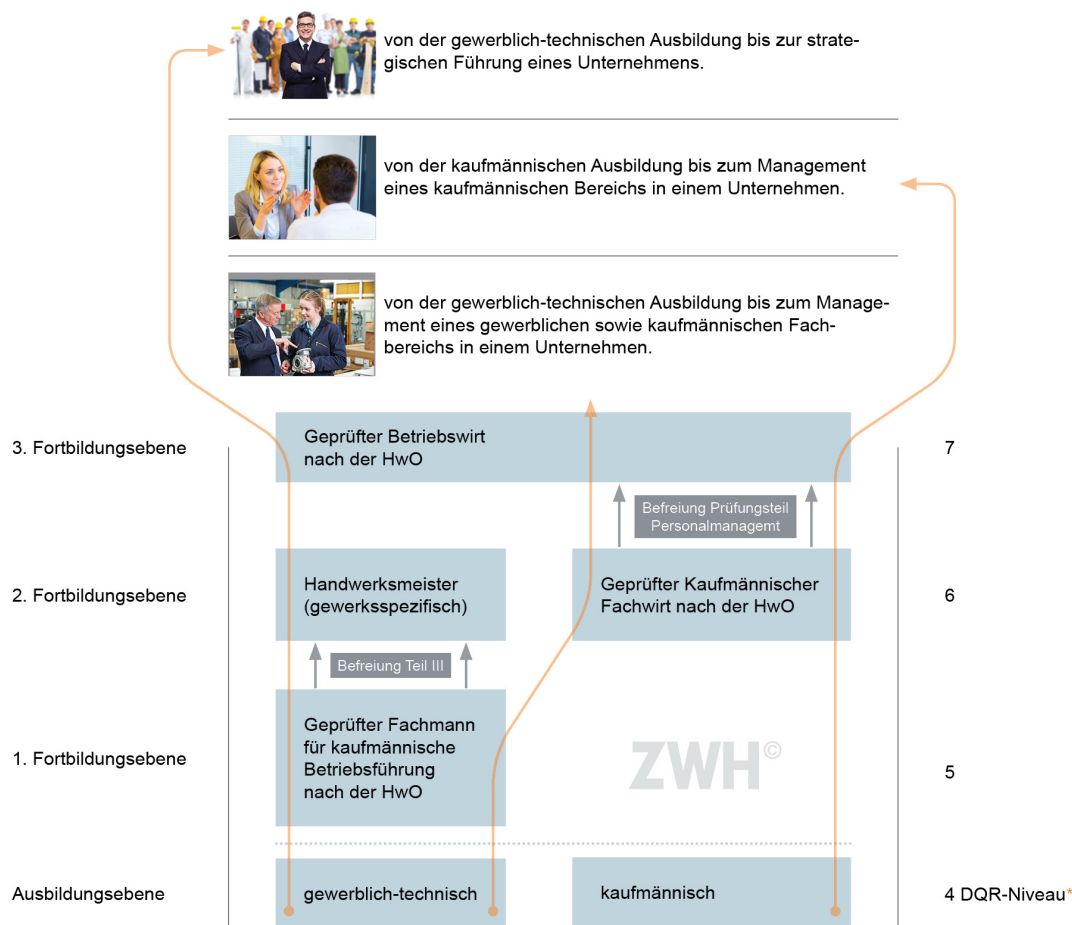 von der gewerblich-technischen Ausbildung bis zur strate-
gischen Führung eines Unternehmens.
von der kaufmännischen Ausbildung bis zum Management
eines kaufmännischen Bereichs in einem Unternehmen.
von der gewerblich-technischen Ausbildung bis zum Manage-
ment eines gewerblichen sowie kaufmännischen Fach-
bereichs in einem Unternehmen.
3. Fortbildungsebene
Geprüfter Betriebswirt
nach der HwO
7
Befreiung Prüfungsteil
Personalmanagemt
2. Fortbildungsebene
Handwerksmeister
(gewerksspezifisch)
Geprüfter Kaufmännischer
Fachwirt nach der HwO
6
Befreiung Teil III
1. Fortbildungsebene
Geprüfter Fachmann
für kaufmännische
Betriebsführung
nach der HwO
ZWH©
5
Ausbildungsebene
gewerblich-technisch
kaufmännisch
4 DQR-Niveau*